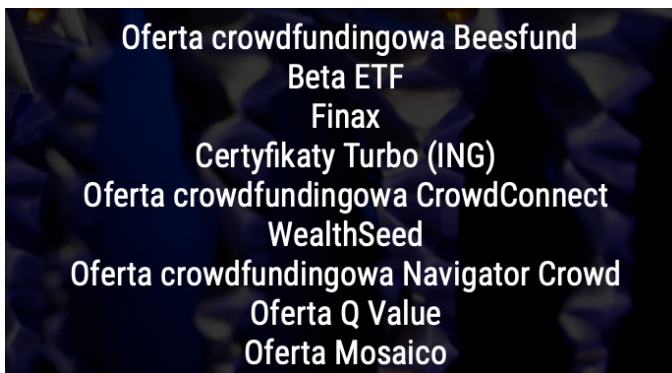 Oferta crowdfundingowa Beesfund
Beta ETF
Finax
Certyfikaty Turbo (ING)
Oferta crowdfundingowa CrowdConnect
WealthSeed
Oferta crowdfundingowa Navigator Crowd
Oferta Q Value
Oferta Mosaico